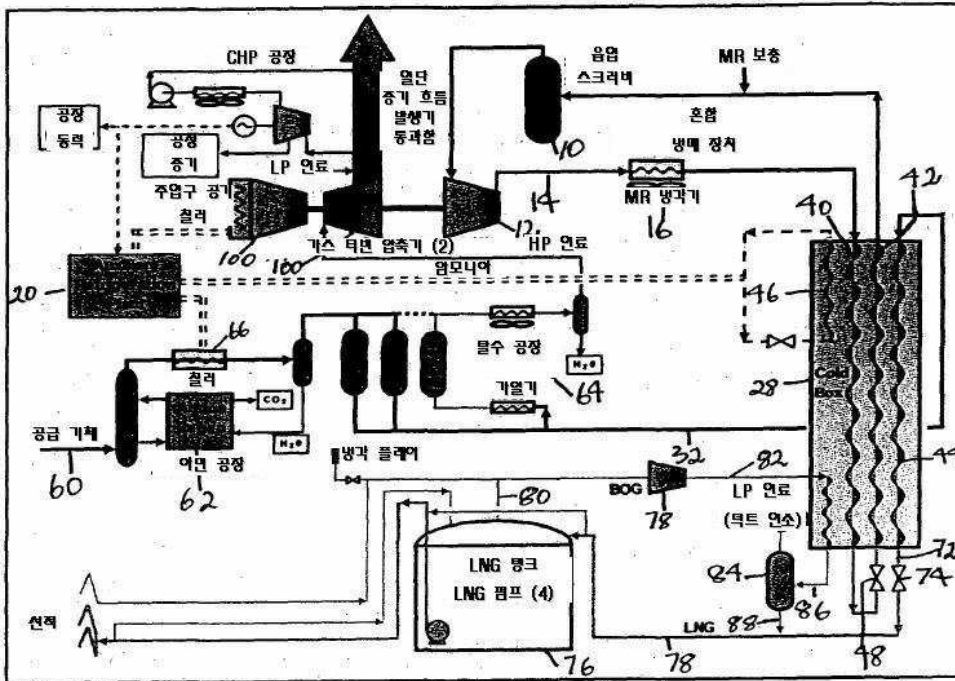 CHP 공장
일단
증기 흐름
발생기
통과함
흡입
스크러버
MR 보충
혼합
냉매 장치
공장
동력
공정
증기
LP 연료
주입구 공기
칠러
10
14
MR 냉각기
16
40
42
100
100
가스 터빈 압축기 (2)
12
HP 연료
암모니아
20
46
66
칠러
탈수 공장
H₂O
64
28
Cold
Box
CO₂
가열기
공급 기체
H₂O
60
아민 공장
62
냉각 플레어
32
82
44
BOG
78
LP 연료
(덕트 연소)
80
72
LNG 탱크
LNG 펌프 (4)
84
74
86
선적
88
LNG
76
78
48